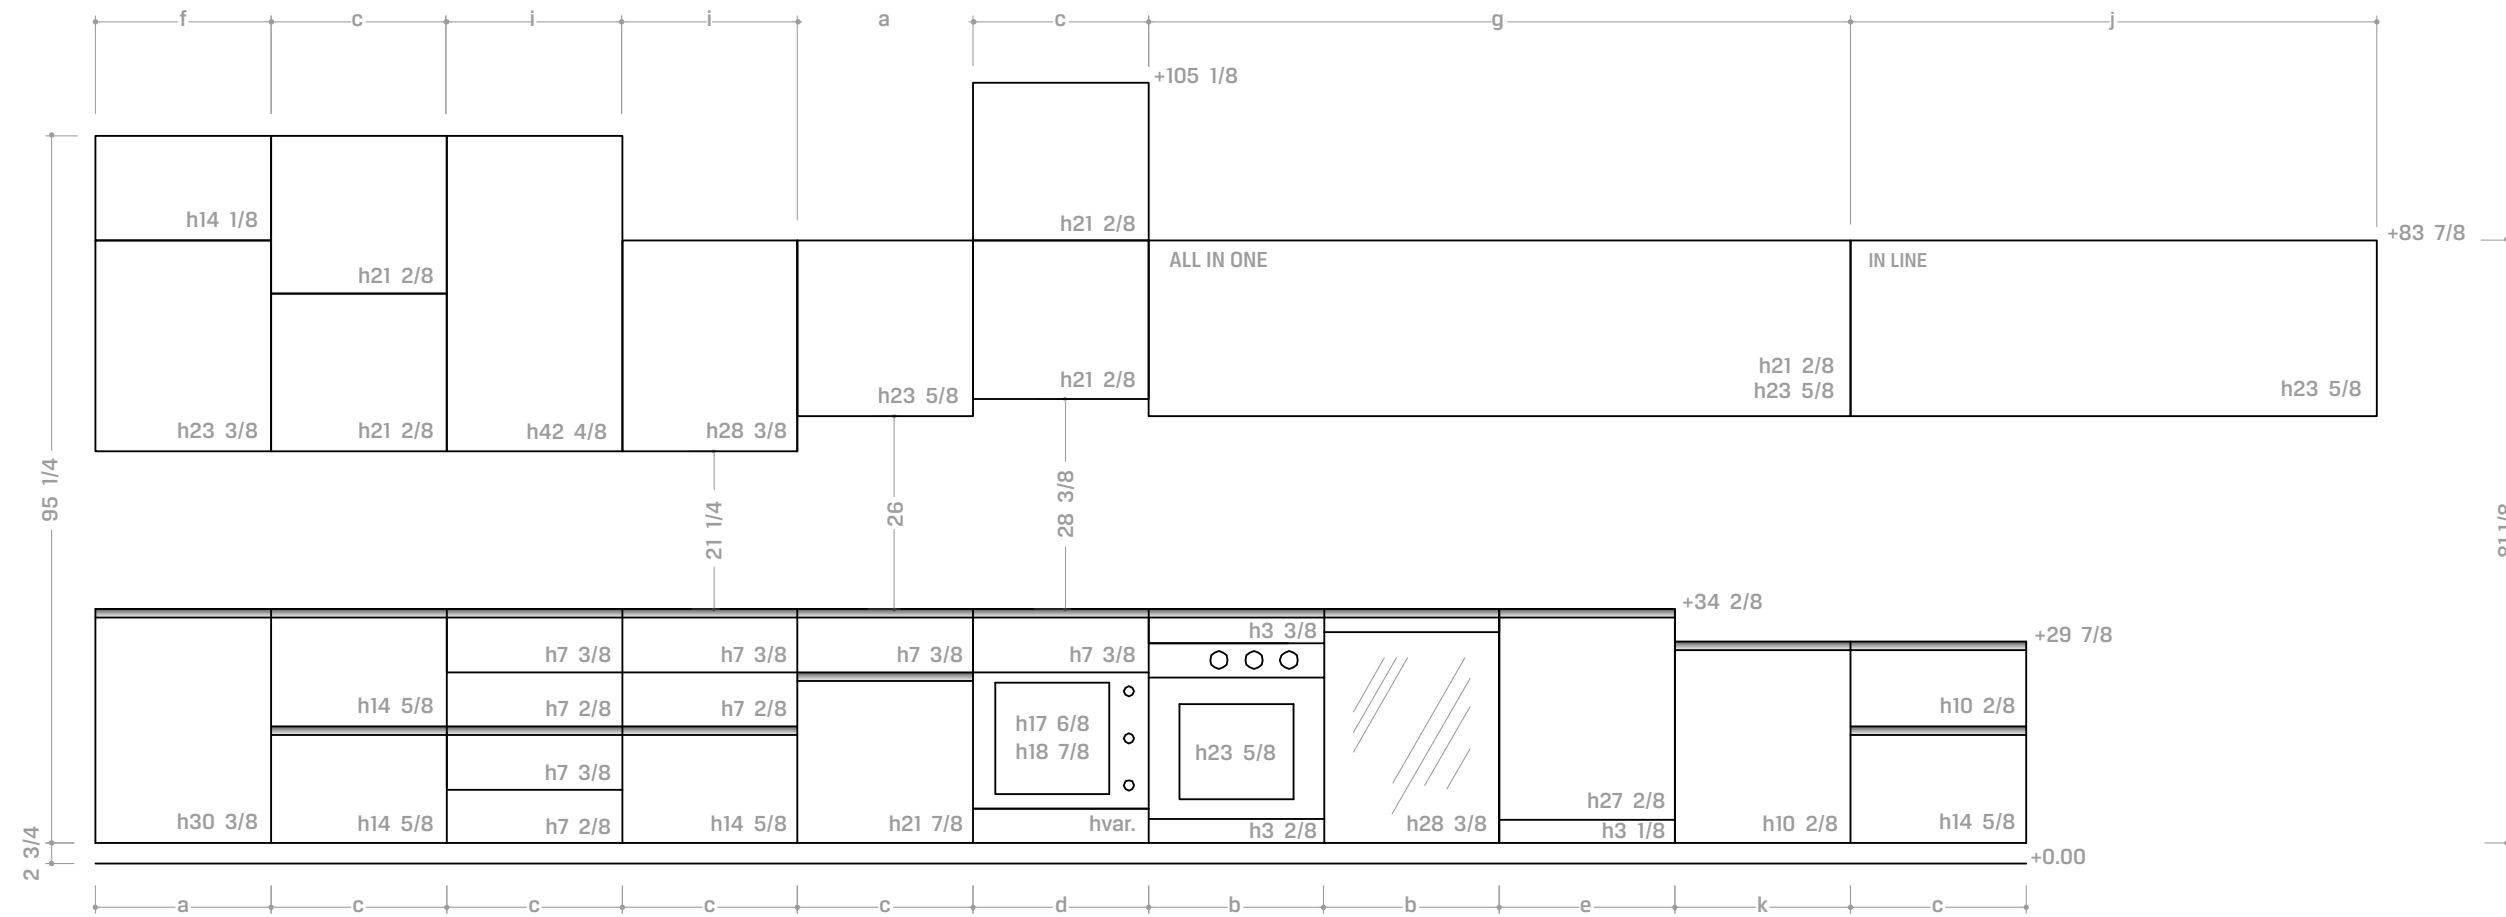 f c i i a c g j
+105 1/8
h14 1/8
h21 2/8
+83 7/8
ALL IN ONE
IN LINE
h21 2/8
h21 2/8
h21 2/8
h23 5/8
h23 5/8
h23 5/8
h23 3/8
h21 2/8
h42 4/8
h28 3/8
95 1/4
21 1/4
26
28 3/8
81 1/8
+34 2/8
h3 3/8
+29 7/8
h7 3/8
h7 3/8
h7 3/8
h7 3/8
h14 5/8
h7 2/8
h7 2/8
h10 2/8
h17 6/8
h18 7/8
h23 5/8
h7 3/8
h27 2/8
h30 3/8
h14 5/8
h7 2/8
h14 5/8
h21 7/8
hvar.
h3 2/8
h28 3/8
h3 1/8
h10 2/8
h14 5/8
2 3/4
+0.00
a c c c c d b b e k c